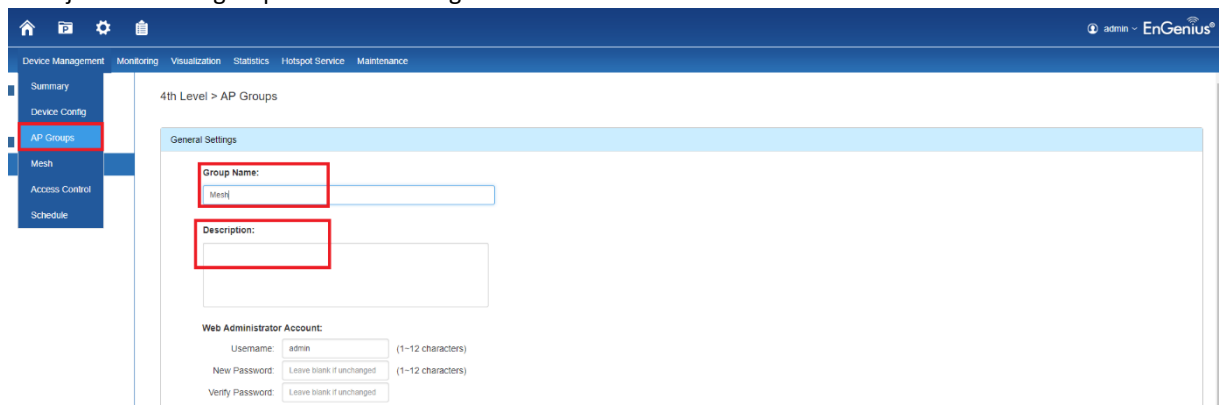 admin EnGenius®
Device Management Monitoring Visualization Statistics Hotspot Service Maintenance
Summary
Device Config
AP Groups
Mesh
Access Control
Schedule
4th Level > AP Groups
General Settings
Group Name:
Mesh
Description:
Web Administrator Account:
Username: admin (1~12 characters)
New Password: Leave blank if unchanged (1~12 characters)
Verify Password: Leave blank if unchanged